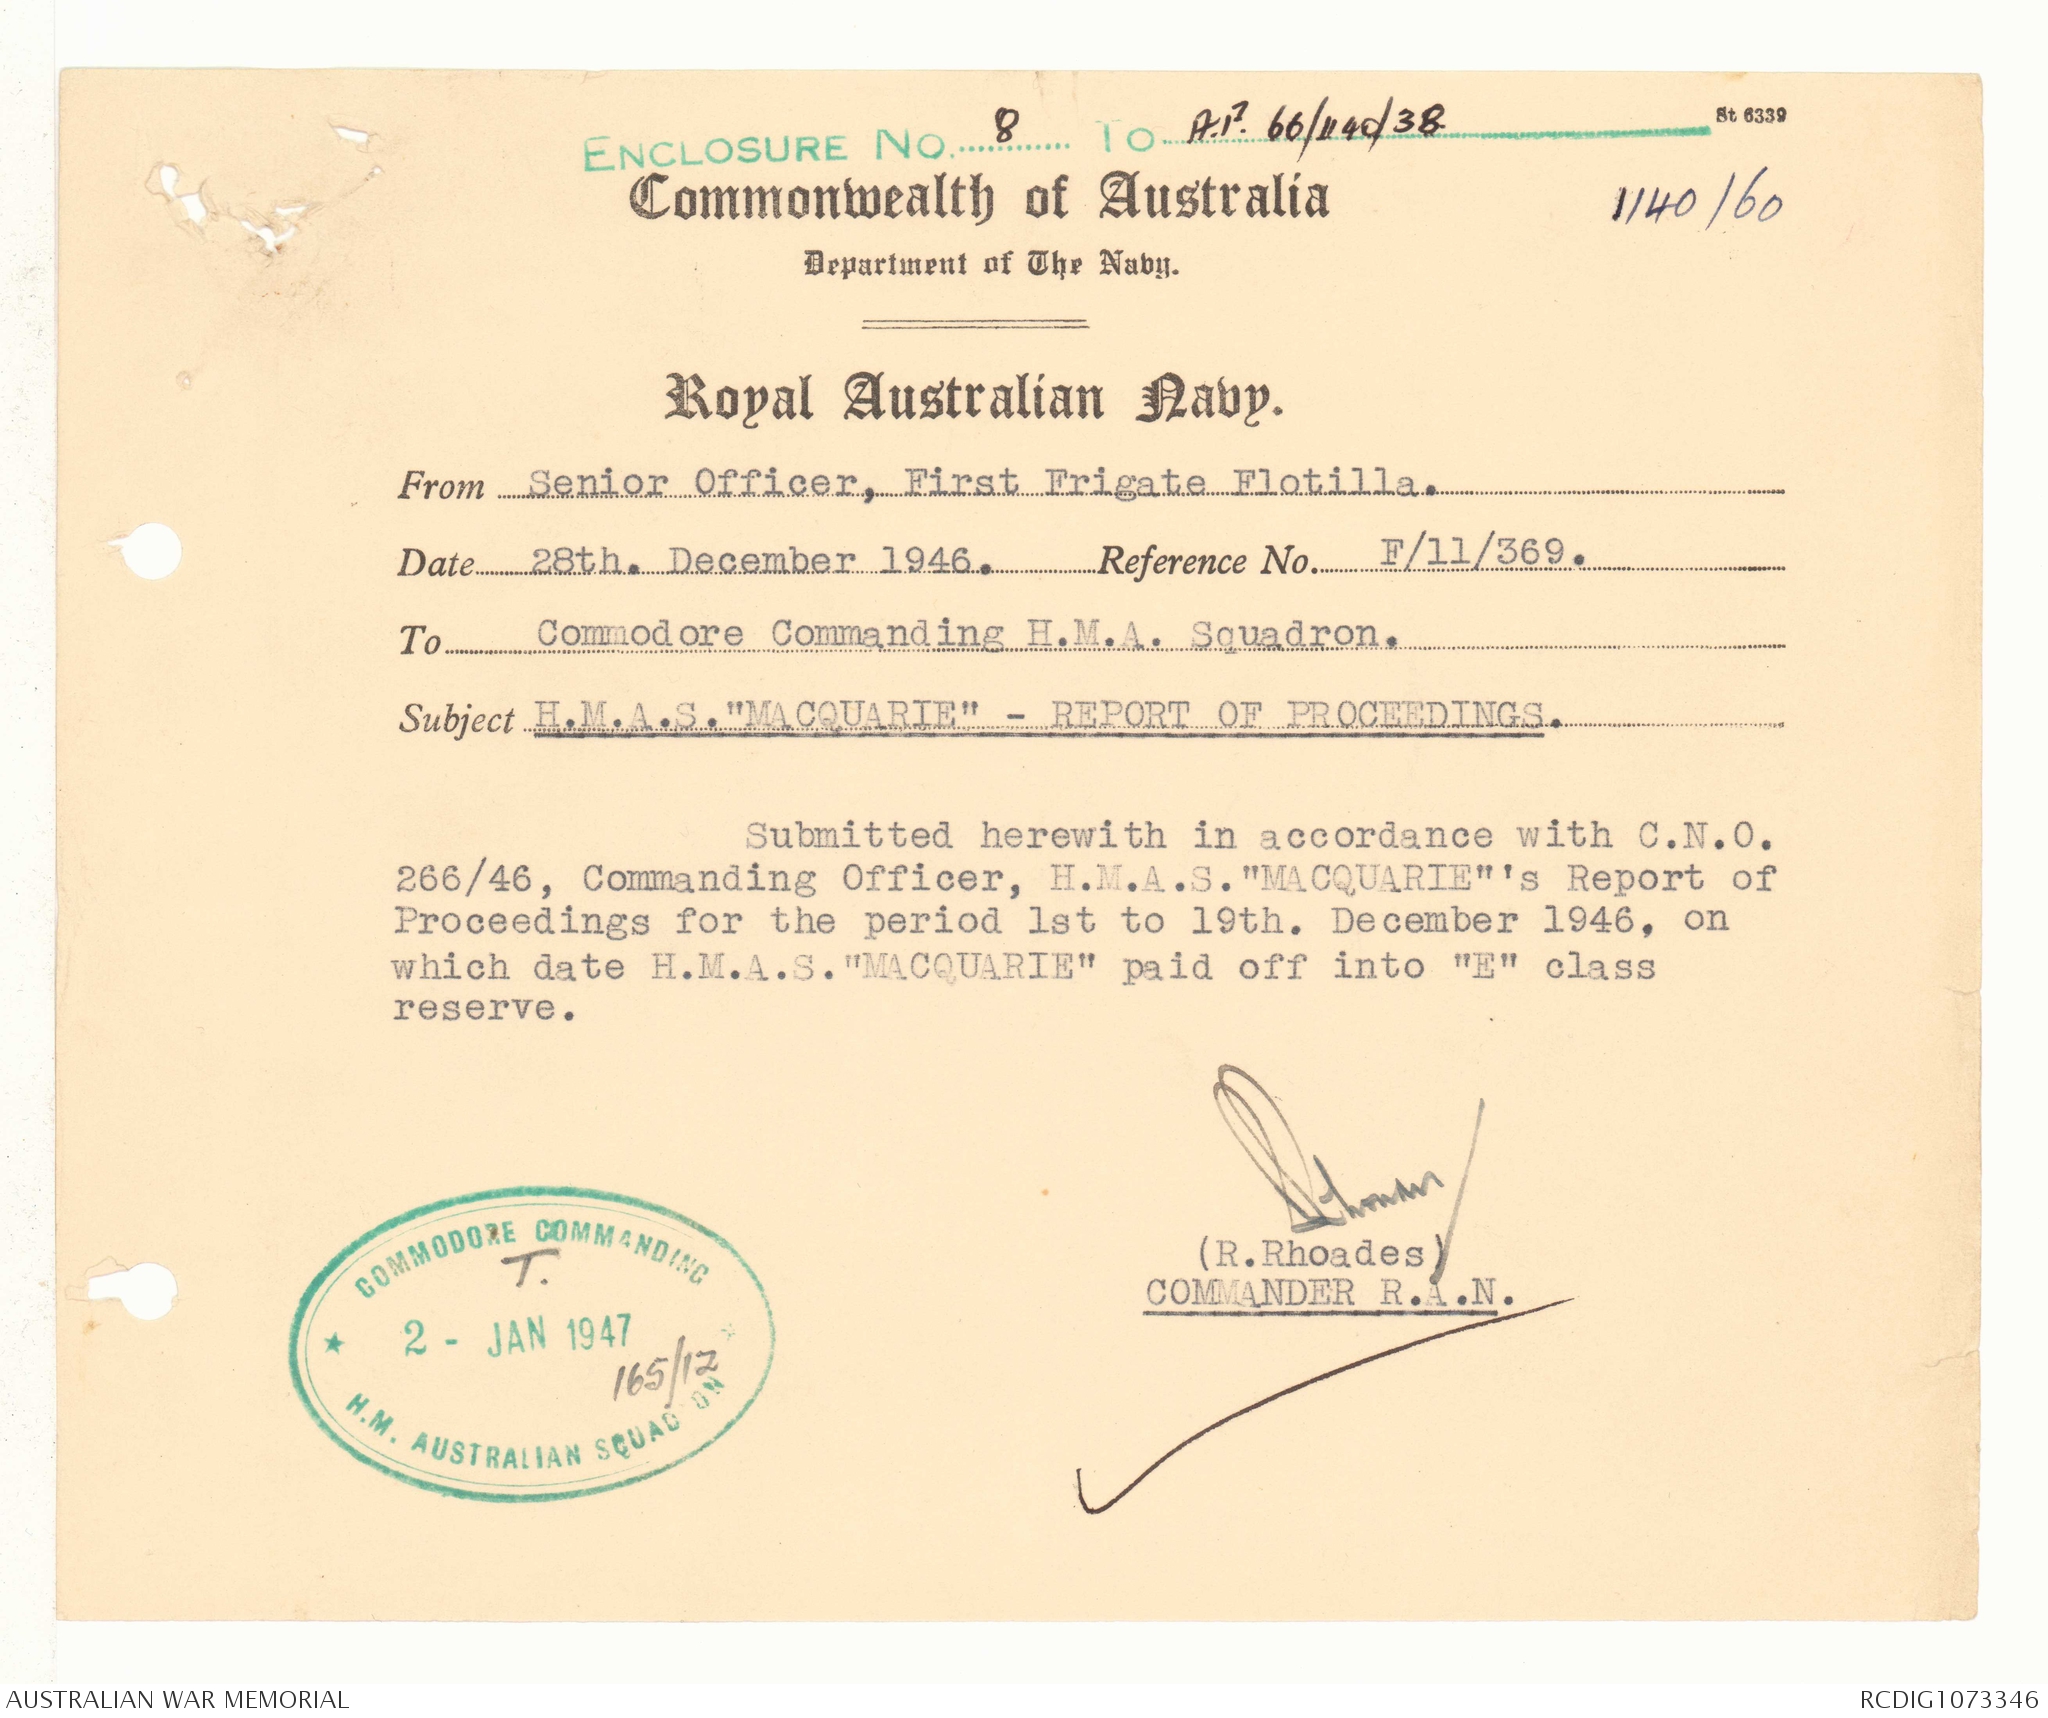 St 6339
ENCLOSURE No. 8 To 66/1140/38
Commonwealth of Australia
1140/60
Department of The Navy.
Royal Australian Navy.
From Senior Officer, First Frigate Flotilla.
Date 28th. December 1946. Reference No. F/11/369.
To Commodore Commanding H.M.A. Squadron.
Subject H.M.A.S."MACQUARIE" - REPORT OF PROCEEDINGS.
Submitted herewith in accordance with C.N.O.
266/46, Commanding Officer, H.M.A.S."MACQUARIE"'s Report of
Proceedings for the period 1st to 19th. December 1946, on
which date H.M.A.S."MACQUARIE" paid off into "E" class
reserve.
(R.Rhoades)
COMMANDER R.A.N.
COMMODORE COMMANDING
T.
2 - JAN 1947
165/12
H.M. AUSTRALIAN SQUADRON
AUSTRALIAN WAR MEMORIAL
RCDIG1073346